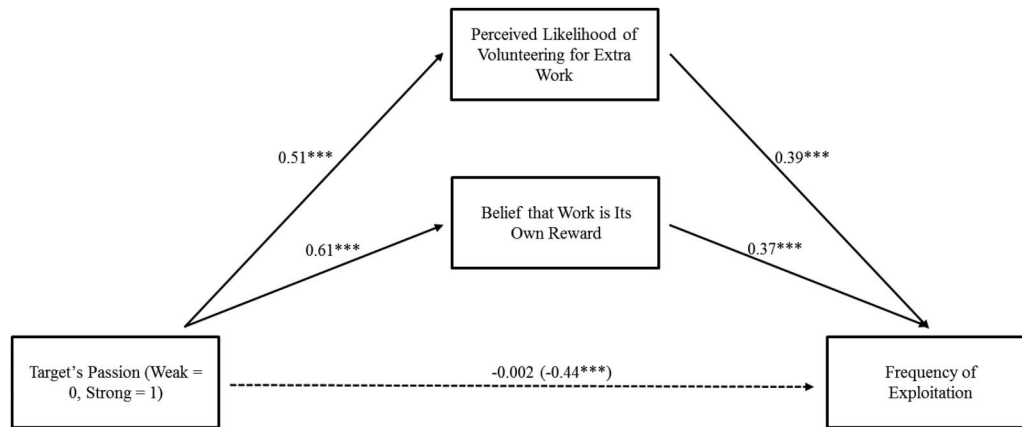 Perceived Likelihood of
Volunteering for Extra
Work
0.51***
0.39***
Belief that Work is Its
Own Reward
0.61***
0.37***
Target's Passion (Weak =
0, Strong = 1)
-0.002 (-0.44***)
Frequency of
Exploitation